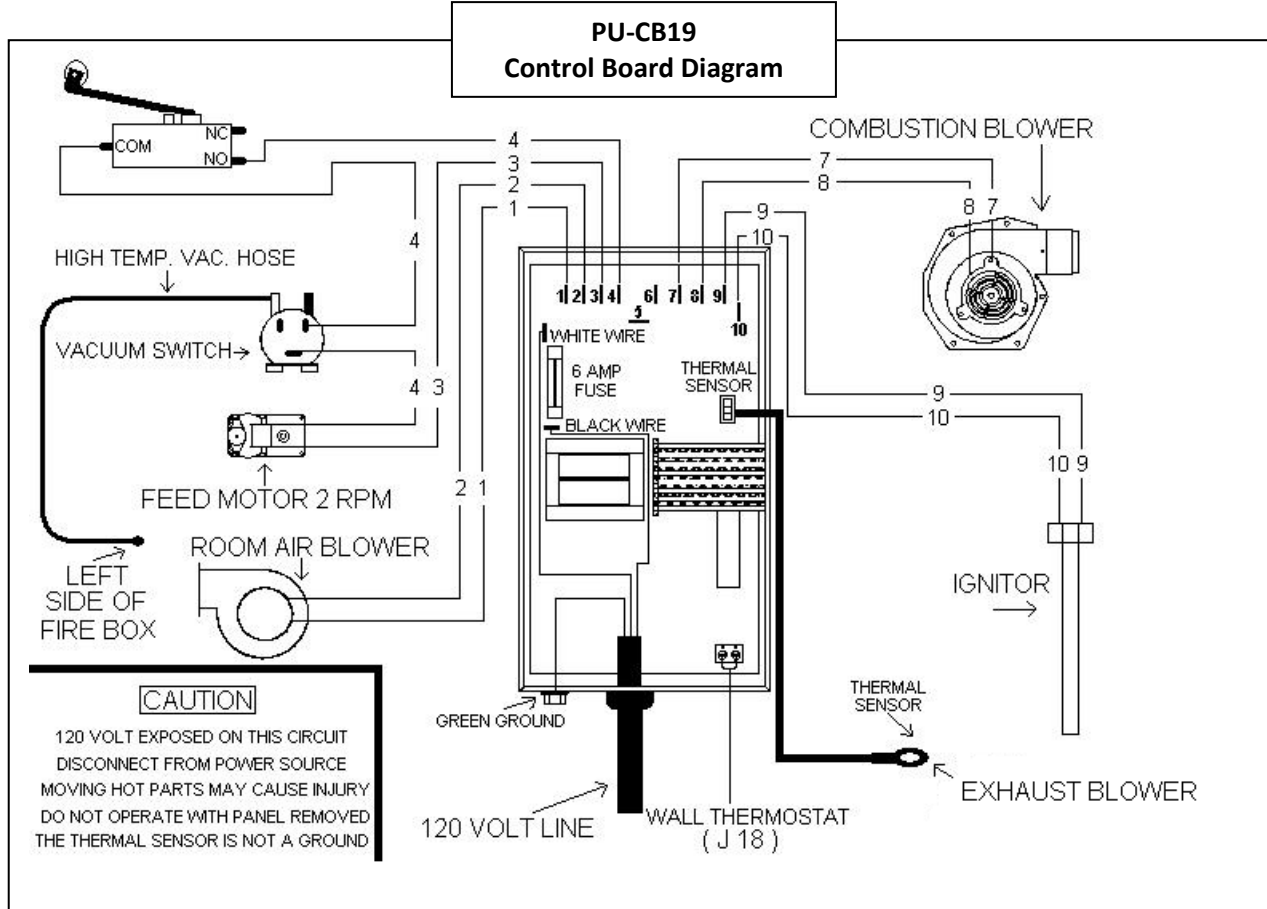 PU-CB19
Control Board Diagram
NC
COM
NO
4
3
2
1
4
HIGH TEMP. VAC. HOSE
VACUUM SWITCH
4 3
FEED MOTOR 2 RPM
2 1
ROOM AIR BLOWER
LEFT
SIDE OF
FIRE BOX
COMBUSTION BLOWER
7
8
8 7
9
10
1 2 3 4 6 7 8 9
5
10
WHITE WIRE
6 AMP
FUSE
BLACK WIRE
THERMAL
SENSOR
9
10
10 9
IGNITOR
GREEN GROUND
120 VOLT LINE
WALL THERMOSTAT
( J 18 )
THERMAL
SENSOR
EXHAUST BLOWER
CAUTION
120 VOLT EXPOSED ON THIS CIRCUIT
DISCONNECT FROM POWER SOURCE
MOVING HOT PARTS MAY CAUSE INJURY
DO NOT OPERATE WITH PANEL REMOVED
THE THERMAL SENSOR IS NOT A GROUND